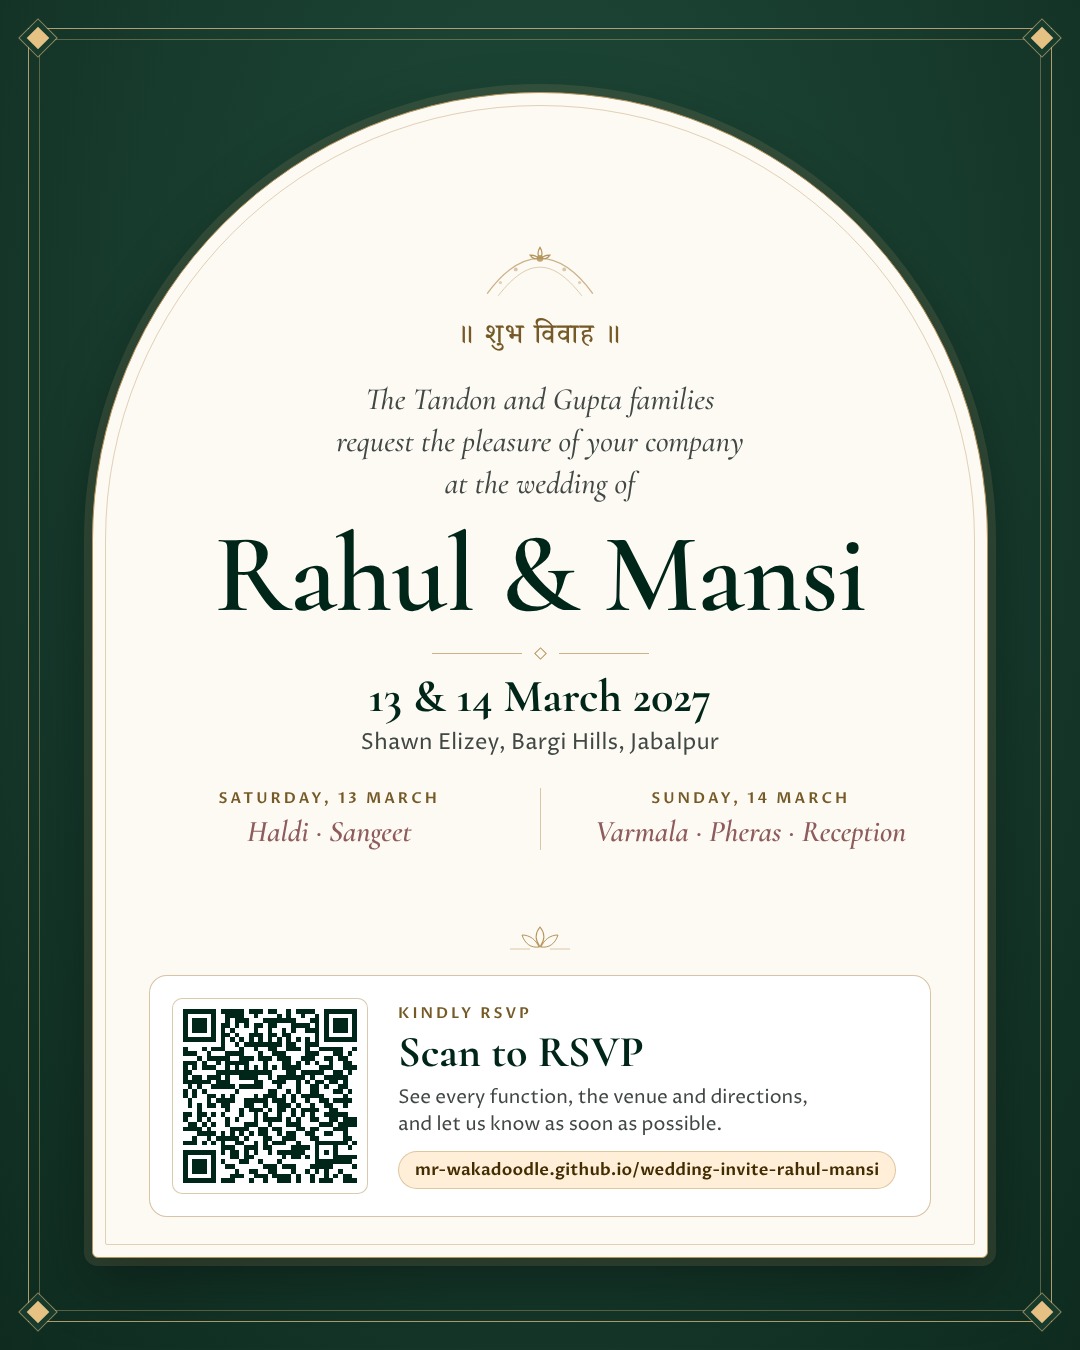 ॥ शुभ विवाह ॥
The Tandon and Gupta families
request the pleasure of your company
at the wedding of
Rahul & Mansi
13 & 14 March 2027
Shawn Elizey, Bargi Hills, Jabalpur
SATURDAY, 13 MARCH
Haldi · Sangeet
SUNDAY, 14 MARCH
Varmala · Pheras · Reception
KINDLY RSVP
Scan to RSVP
See every function, the venue and directions,
and let us know as soon as possible.
mr-wakadoodle.github.io/wedding-invite-rahul-mansi